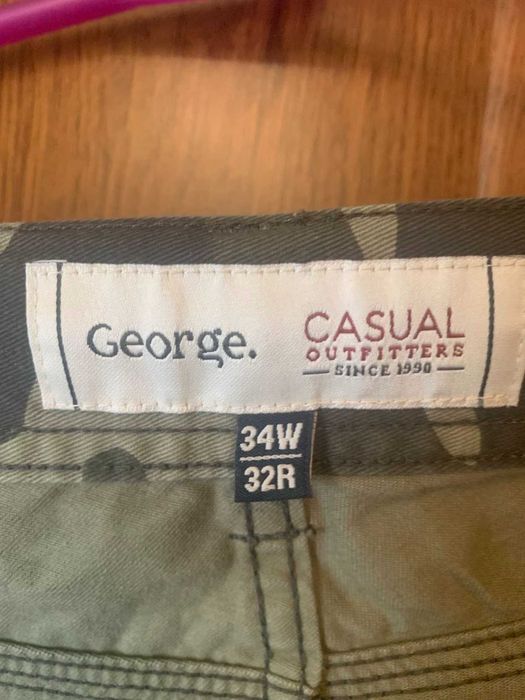 George.
CASUAL
OUTFITTERS
SINCE 1990
34W
32R